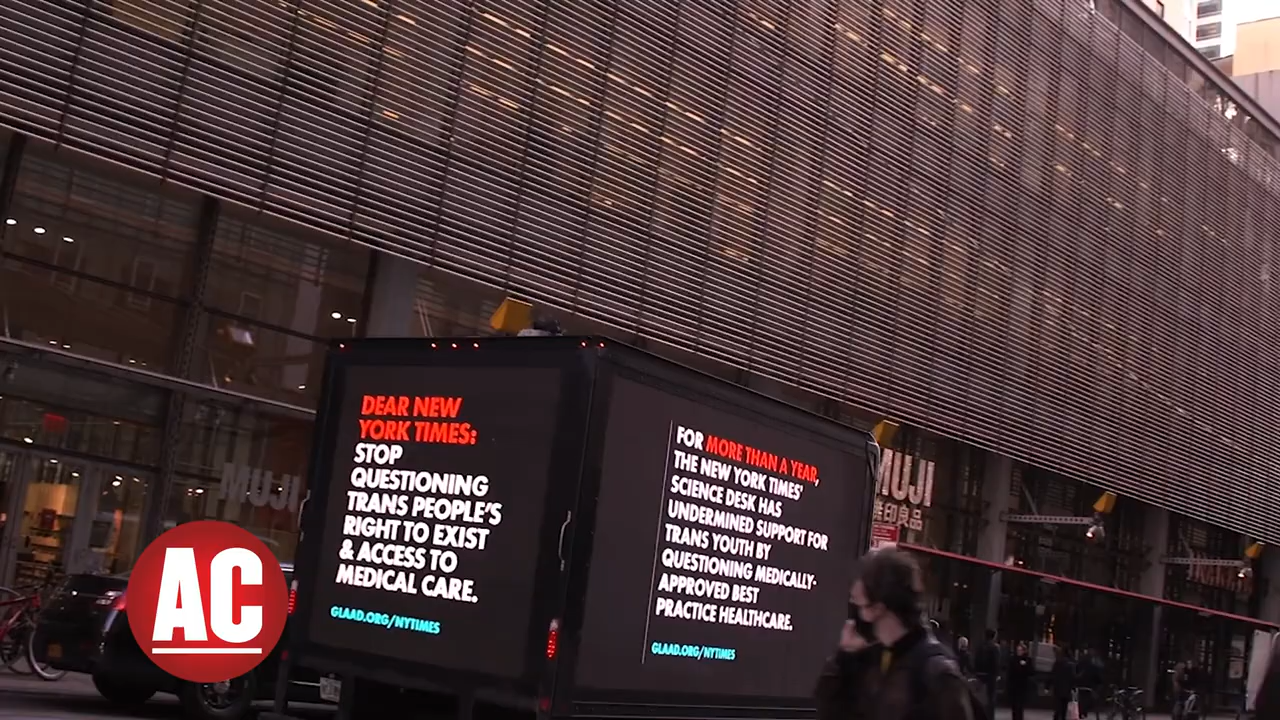 DEAR NEW
YORK TIMES:
STOP
QUESTIONING
TRANS PEOPLE'S
RIGHT TO EXIST
& ACCESS TO
MEDICAL CARE.
GLAAD.ORG/NYTIMES
FOR MORE THAN A YEAR,
THE NEW YORK TIMES'
SCIENCE DESK HAS
UNDERMINED SUPPORT FOR
TRANS YOUTH BY
QUESTIONING MEDICALLY-
APPROVED BEST
PRACTICE HEALTHCARE.
GLAAD.ORG/NYTIMES
MUJI
MUJI
無印良品
AC